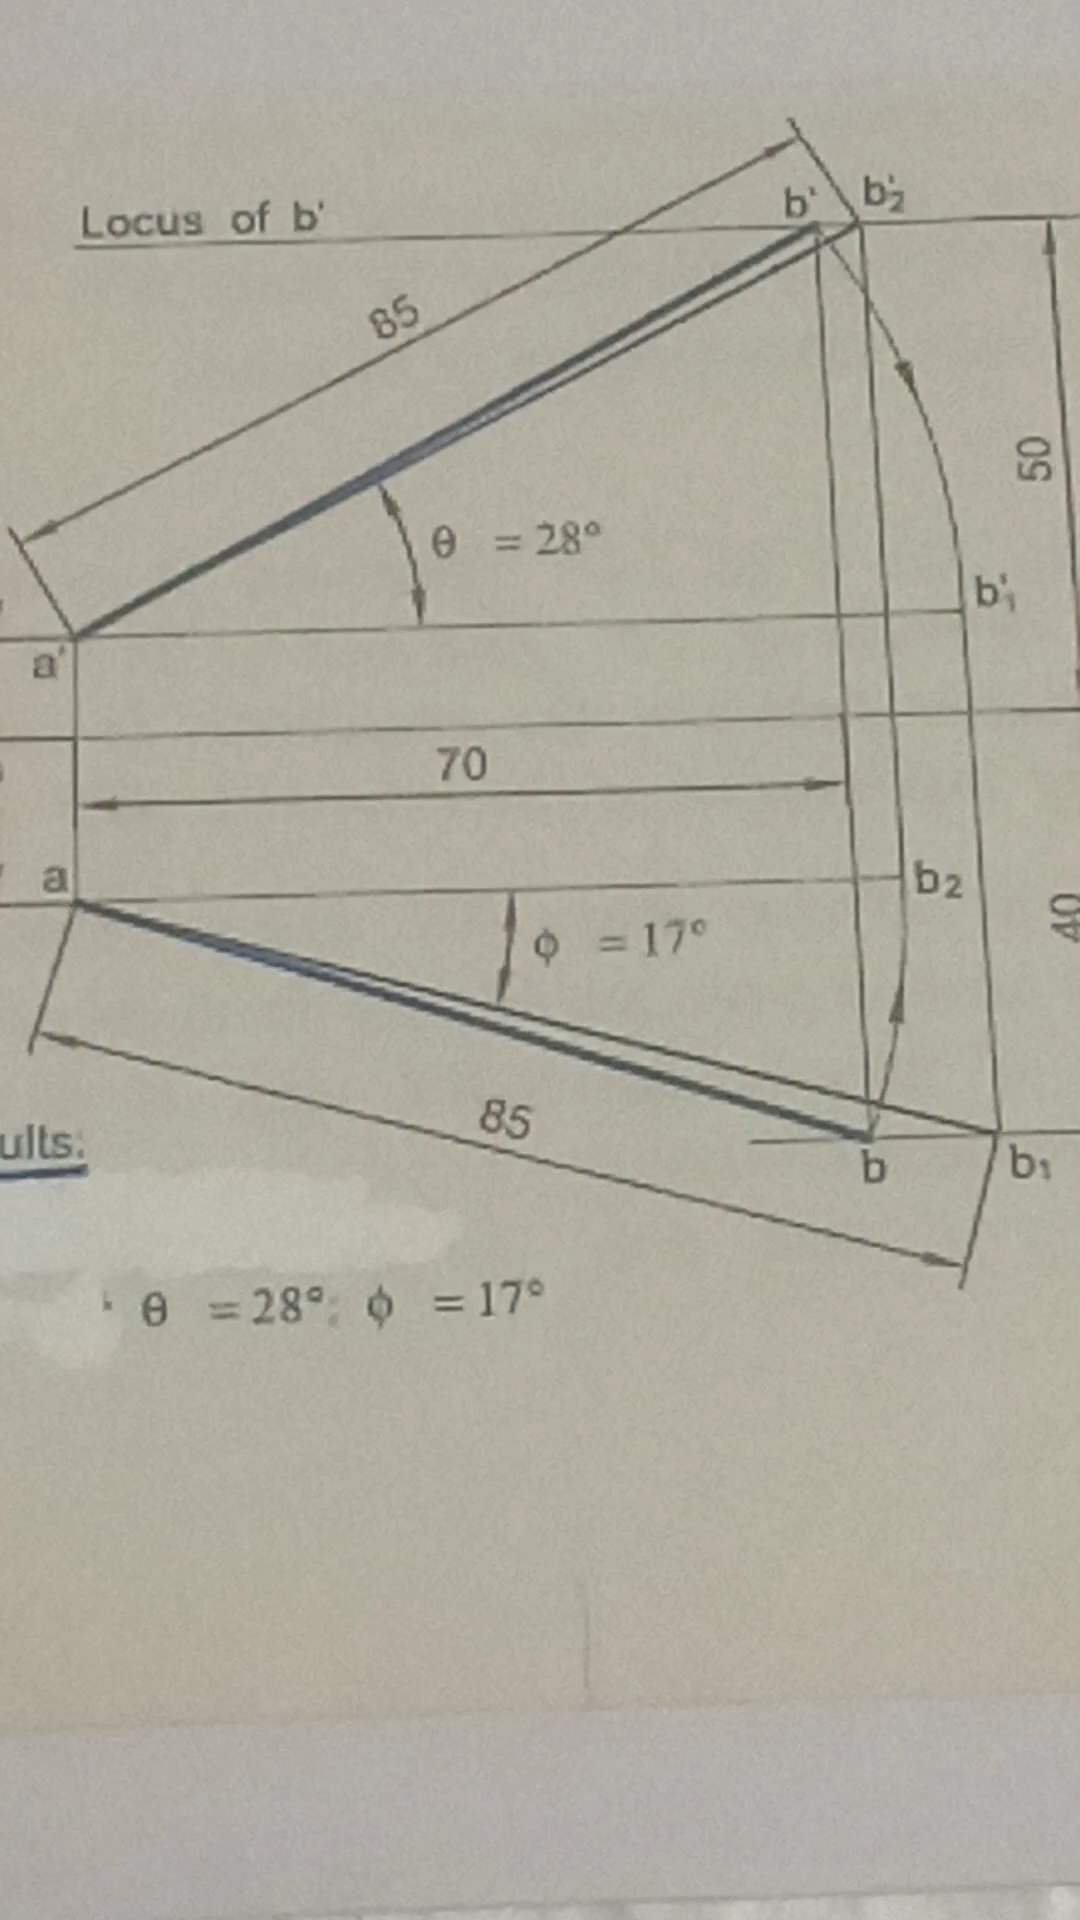 Locus of b'
b'
b'2
85
50
θ = 28°
b'1
a'
70
a
b2
φ = 17°
40
85
ults:
b
b1
θ = 28°; φ = 17°